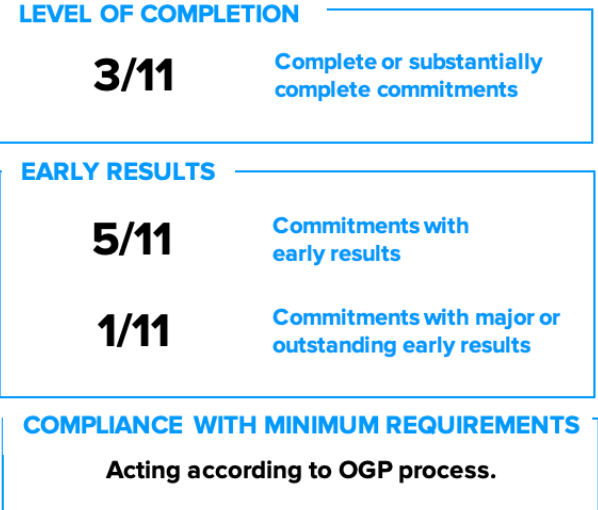 LEVEL OF COMPLETION
3/11
Complete or substantially
complete commitments
EARLY RESULTS
5/11
Commitments with
early results
1/11
Commitments with major or
outstanding early results
COMPLIANCE WITH MINIMUM REQUIREMENTS
Acting according to OGP process.